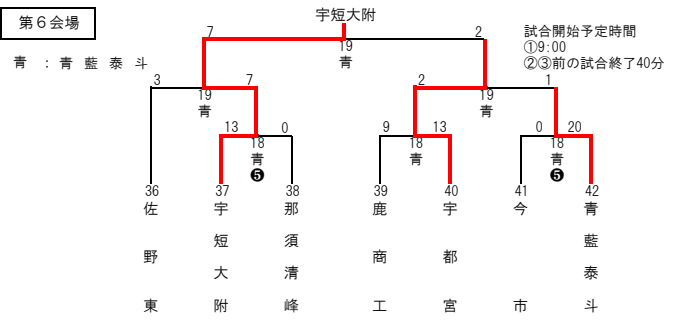 宇短大附
第６会場
試合開始予定時間
①9:00
②③前の試合終了40分
青 ： 青 藍 泰 斗
7 2
19
青
3 7 2 1
19 19
青 青
13 0 9 13 0 20
18 18 18
青 青 青
❺ ❺
36 37 38 39 40 41 42
佐野東
宇短大附
那須清峰
鹿商工
宇都宮
今市
青藍泰斗